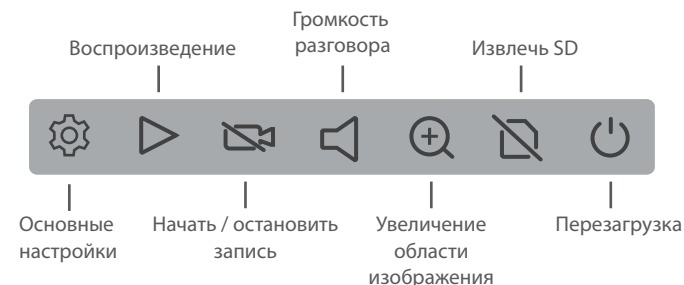 Громкость
разговора
Воспроизведение
Извлечь SD
Основные
настройки
Начать / остановить
запись
Увеличение
области
изображения
Перезагрузка